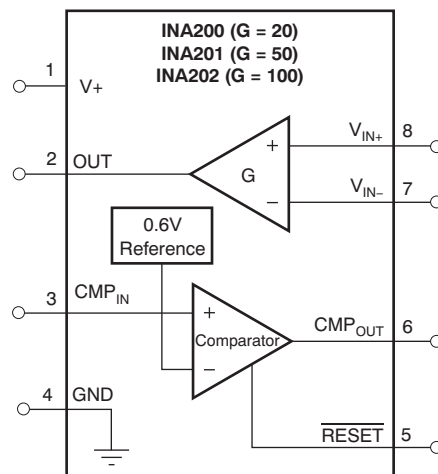 INA200 (G = 20)
INA201 (G = 50)
INA202 (G = 100)
1
V+
2
OUT
+
G
−
VIN+
8
VIN−
7
0.6V
Reference
3
CMPIN
+
Comparator
−
CMPOUT
6
4
GND
RESET
5